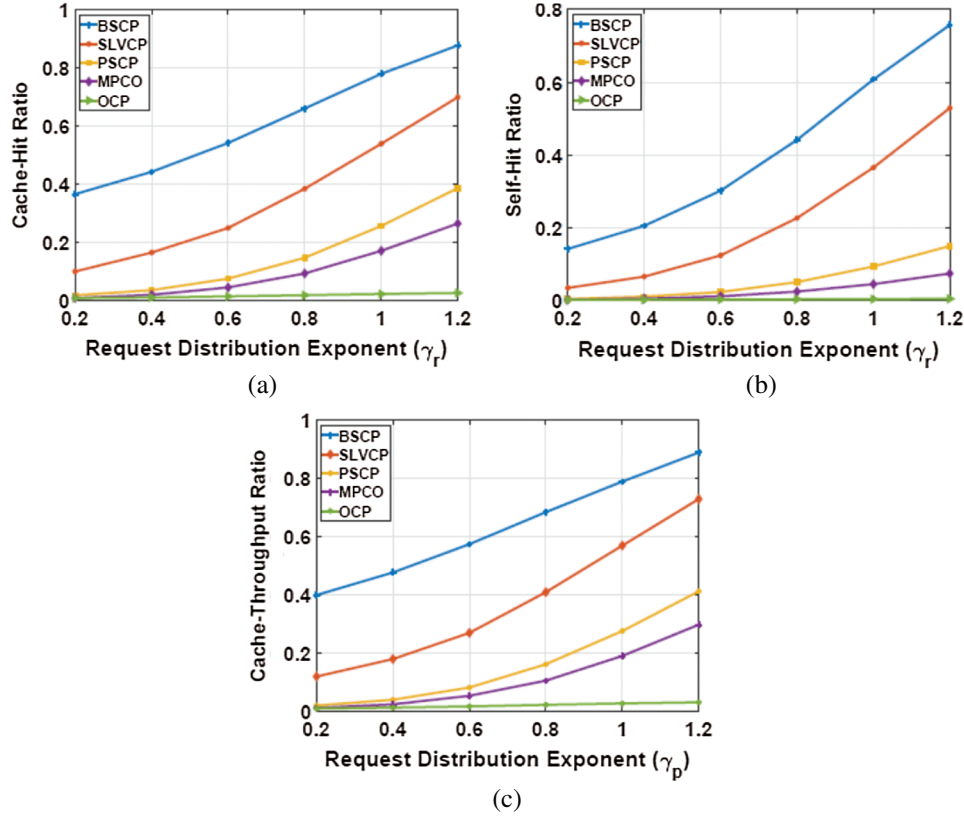 1
0.8
0.6
0.4
0.2
0
Cache-Hit Ratio
BSCP
SLVCP
PSCP
MPCO
OCP
0.2 0.4 0.6 0.8 1 1.2
Request Distribution Exponent (γr)
(a)
0.8
0.6
0.4
0.2
0
Self-Hit Ratio
BSCP
SLVCP
PSCP
MPCO
OCP
0.2 0.4 0.6 0.8 1 1.2
Request Distribution Exponent (γr)
(b)
1
0.8
0.6
0.4
0.2
0
Cache-Throughput Ratio
BSCP
SLVCP
PSCP
MPCO
OCP
0.2 0.4 0.6 0.8 1 1.2
Request Distribution Exponent (γp)
(c)